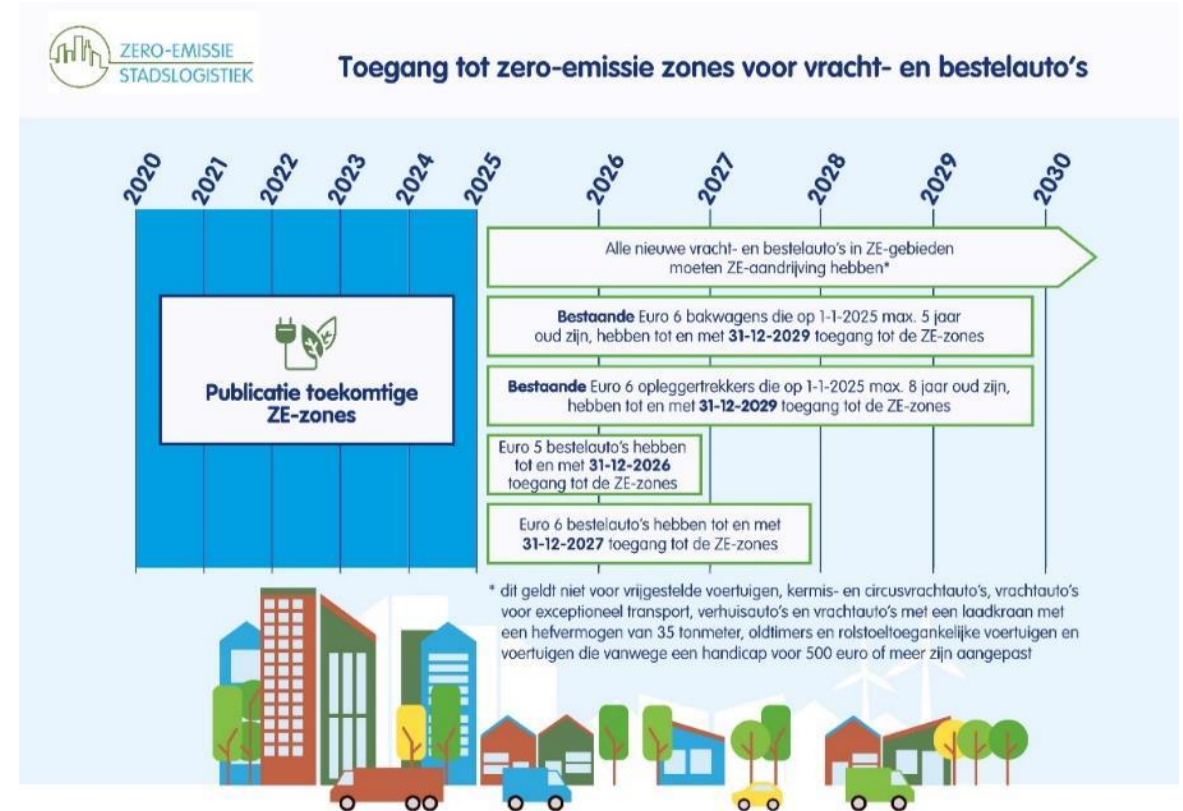 ZERO-EMISSIE
STADSLOGISTIEK
Toegang tot zero-emissie zones voor vracht- en bestelauto's
2020
2021
2022
2023
2024
2025
2026
2027
2028
2029
2030
Alle nieuwe vracht- en bestelauto's in ZE-gebieden
moeten ZE-aandrijving hebben*
Bestaande Euro 6 bakwagens die op 1-1-2025 max. 5 jaar
oud zijn, hebben tot en met 31-12-2029 toegang tot de ZE-zones
Publicatie toekomtige
ZE-zones
Bestaande Euro 6 opleggertrekkers die op 1-1-2025 max. 8 jaar oud zijn,
hebben tot en met 31-12-2029 toegang tot de ZE-zones
Euro 5 bestelauto's hebben
tot en met 31-12-2026
toegang tot de ZE-zones
Euro 6 bestelauto's hebben tot en met
31-12-2027 toegang tot de ZE-zones
* dit geldt niet voor vrijgestelde voertuigen, kermis- en circusvrachtauto's, vrachtauto's
voor exceptioneel transport, verhuisauto's en vrachtauto's met een laadkraan met
een hefvermogen van 35 tonmeter, oldtimers en rolstoeltoegankelijke voertuigen en
voertuigen die vanwege een handicap voor 500 euro of meer zijn aangepast